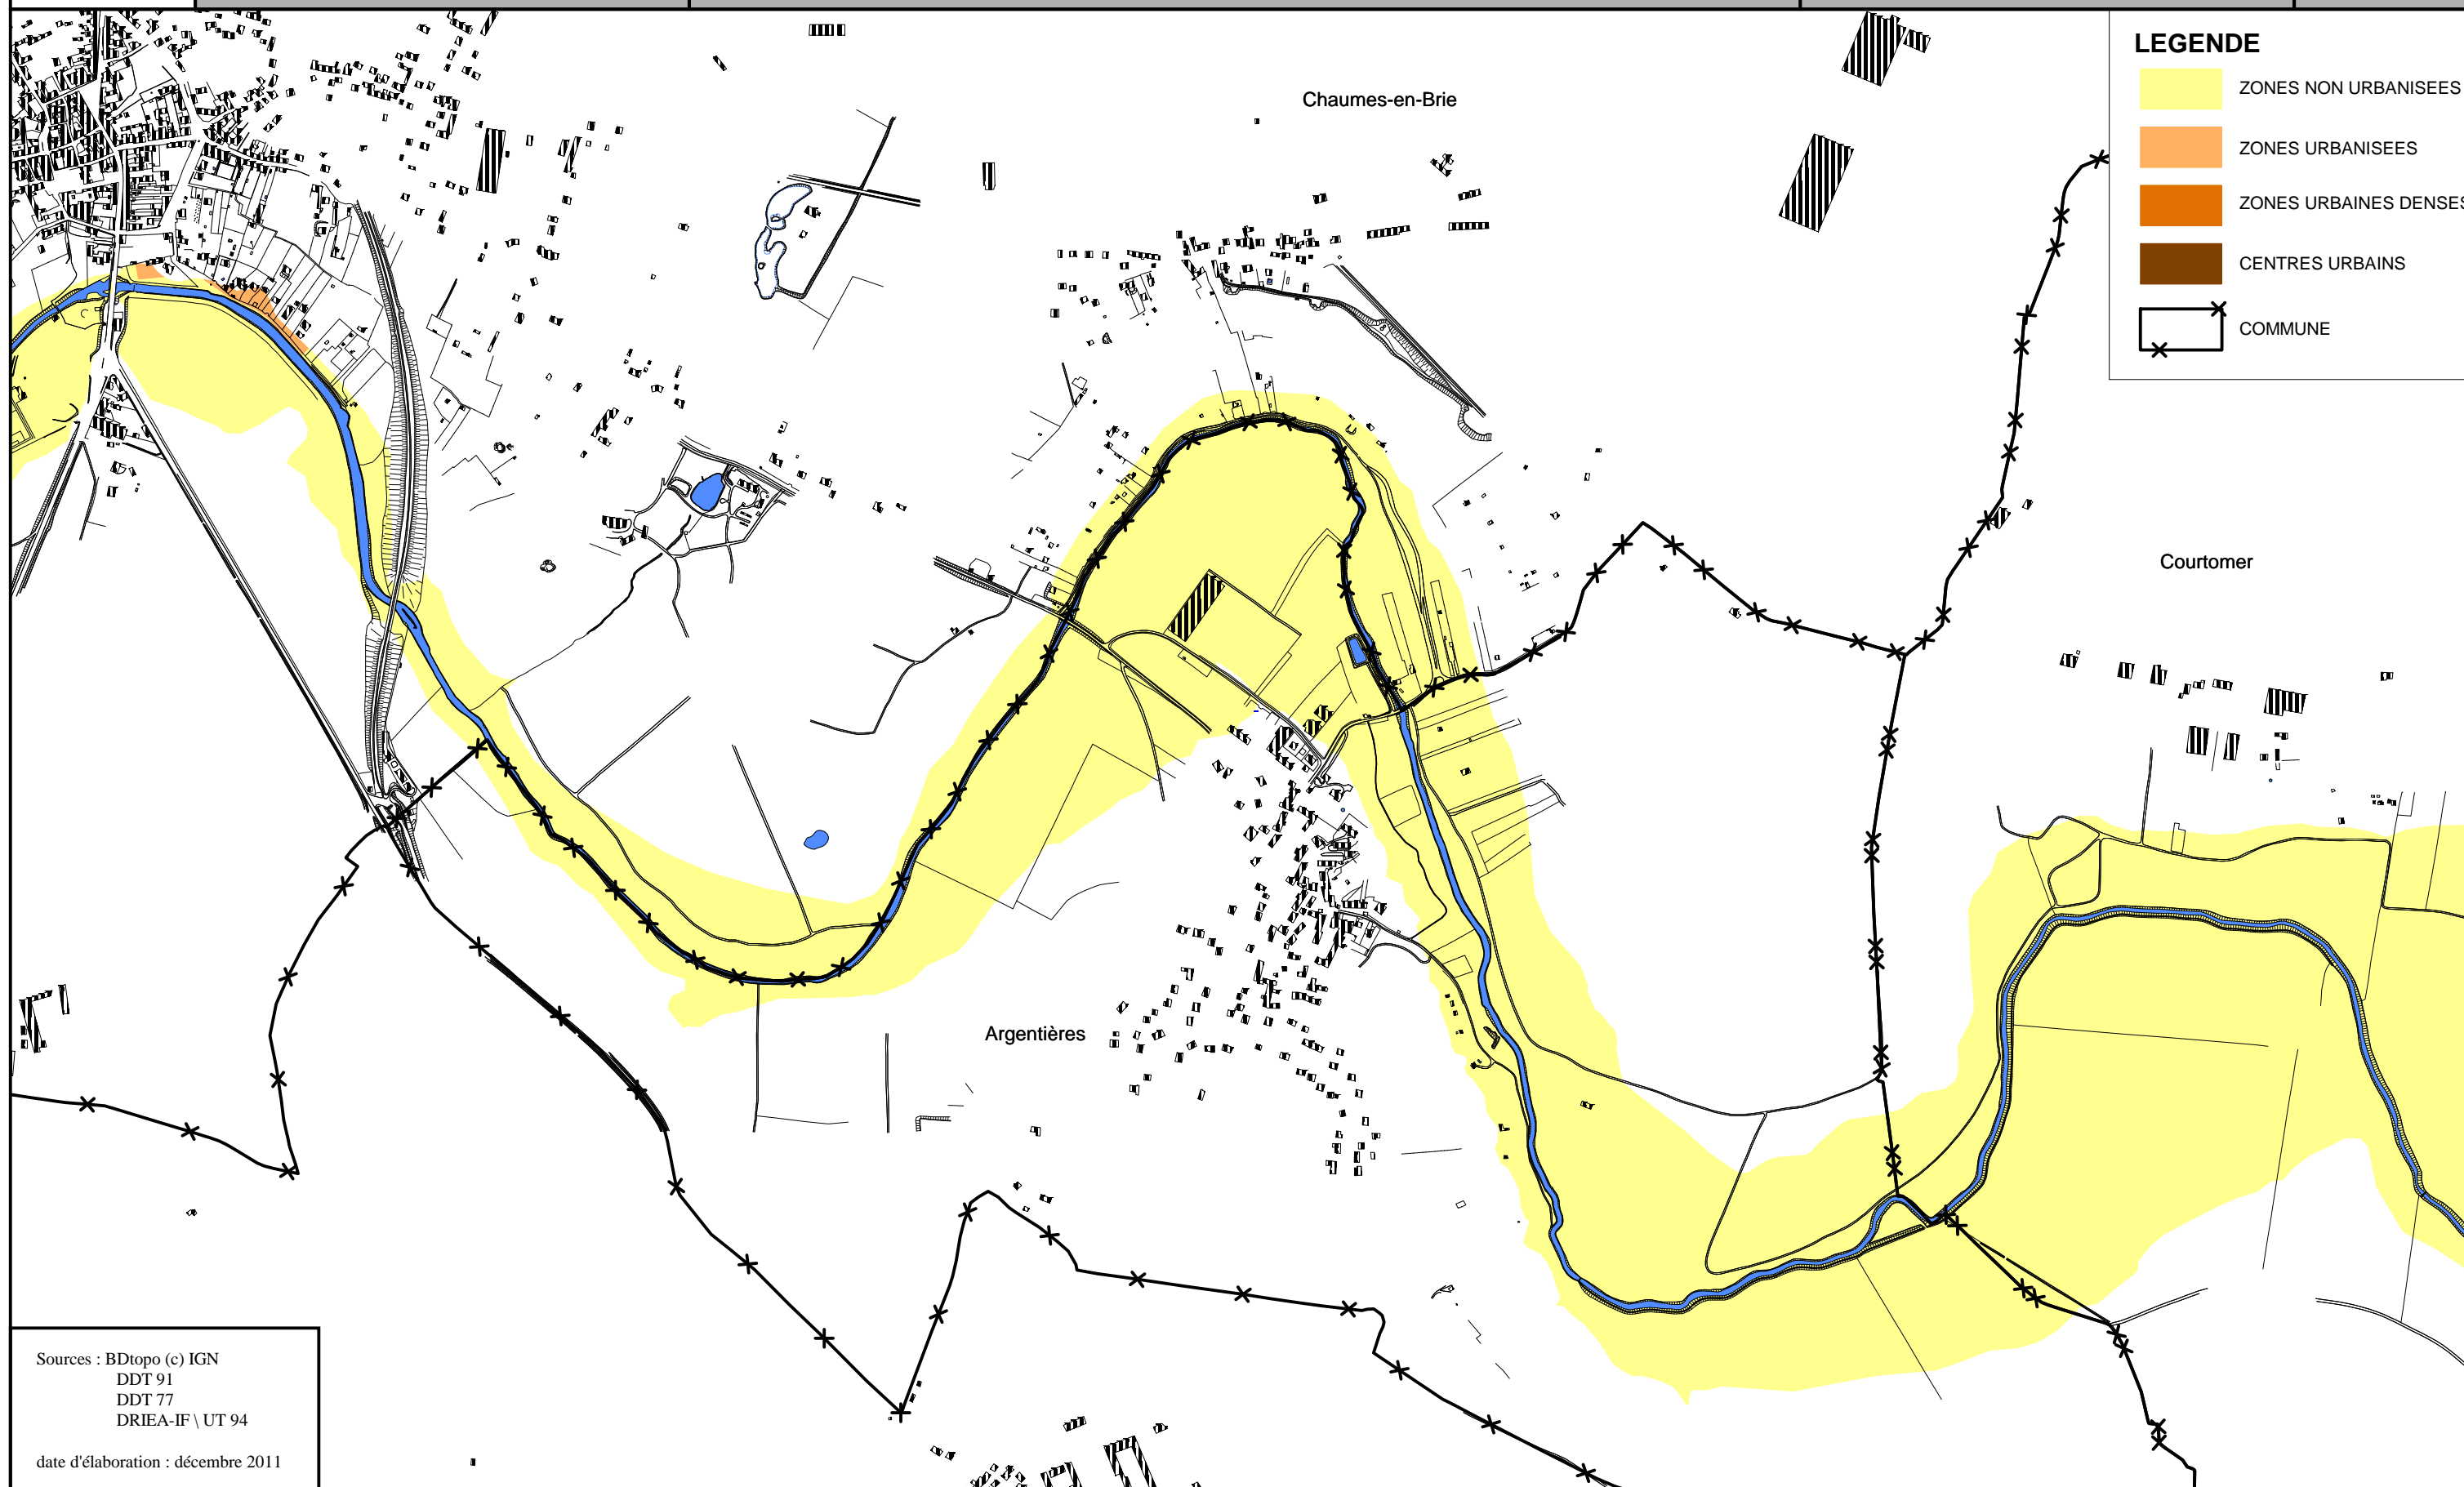 Chaumes-en-Brie
LEGENDE
ZONES NON URBANISEES
ZONES URBANISEES
ZONES URBAINES DENSES
CENTRES URBAINS
COMMUNE
Courtomer
Argentières
Sources : BDtopo (c) IGN
DDT 91
DDT 77
DRIEA-IF \ UT 94
date d'élaboration : décembre 2011